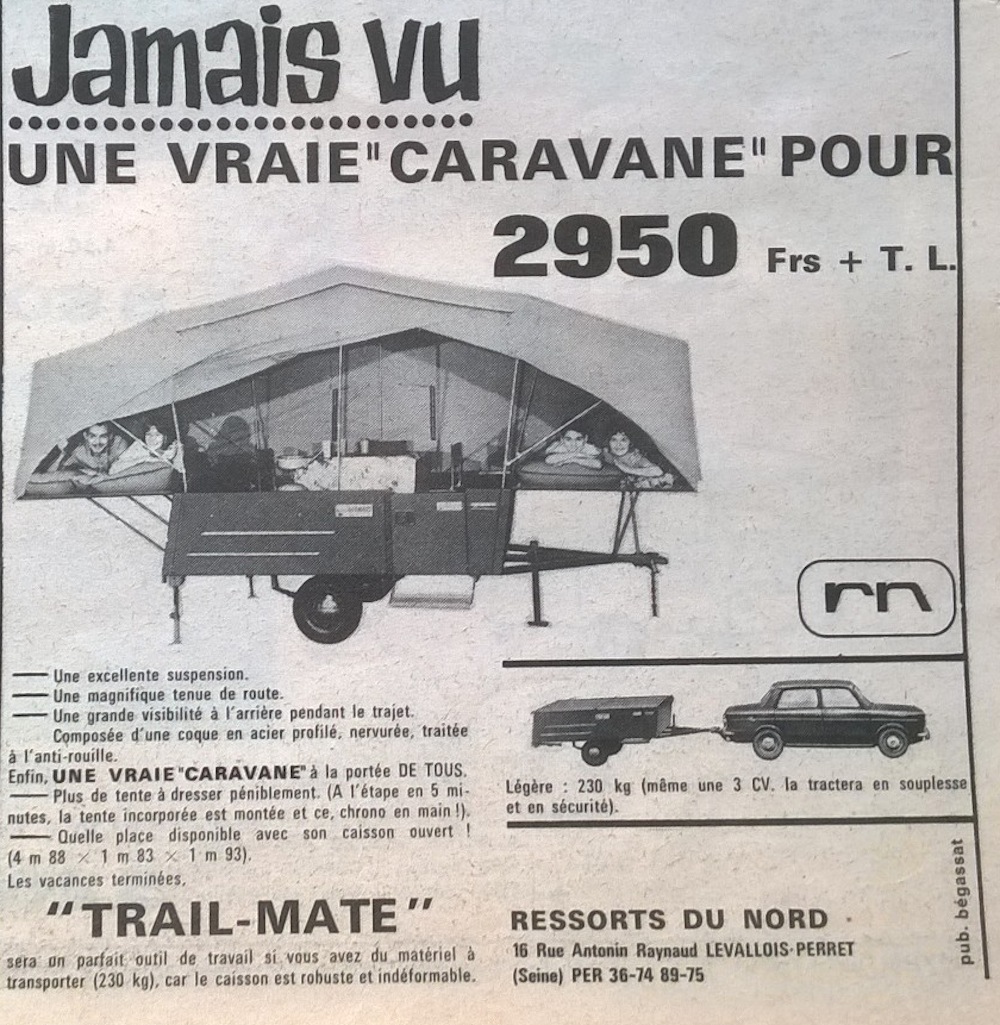 Jamais vu
UNE VRAIE "CARAVANE" POUR
2950 Frs + T. L.
rn
— Une excellente suspension.
— Une magnifique tenue de route.
— Une grande visibilité à l'arrière pendant le trajet.
Composée d'une coque en acier profilé, nervurée, traitée
à l'anti-rouille.
Enfin, UNE VRAIE "CARAVANE" à la portée DE TOUS.
— Plus de tente à dresser péniblement. (A l'étape en 5 mi-
nutes, la tente incorporée est montée et ce, chrono en main !).
— Quelle place disponible avec son caisson ouvert !
(4 m 88 × 1 m 83 × 1 m 93).
Les vacances terminées,
"TRAIL-MATE"
sera un parfait outil de travail si vous avez du matériel à
transporter (230 kg), car le caisson est robuste et indéformable.
Légère : 230 kg (même une 3 CV. la tractera en souplesse
et en sécurité).
RESSORTS DU NORD
16 Rue Antonin Raynaud LEVALLOIS-PERRET
(Seine) PER 36-74 89-75
pub. bégassat